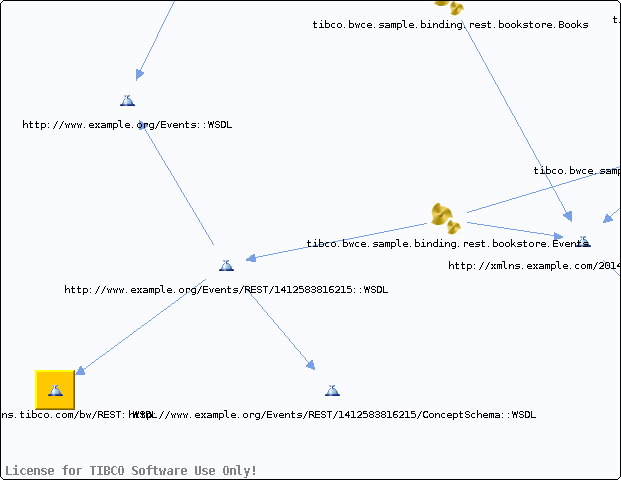 tibco.bwce.sample.binding.rest.bookstore.Books
http://www.example.org/Events::WSDL
tibco.bwce.samp
tibco.bwce.sample.binding.rest.bookstore.Events
http://xmlns.example.com/2014
http://www.example.org/Events/REST/1412583816215::WSDL
ns.tibco.com/bw/REST::WSDL
http://www.example.org/Events/REST/1412583816215/ConceptSchema::WSDL
License for TIBCO Software Use Only!